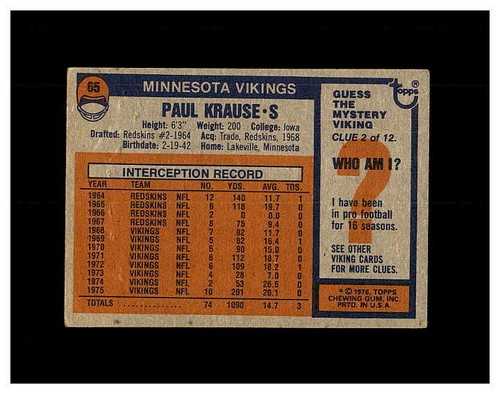 65
MINNESOTA VIKINGS
PAUL KRAUSE • S
Height: 6'3" Weight: 200 College: Iowa
Drafted: Redskins #2-1964 Acq: Trade, Redskins, 1968
Birthdate: 2-19-42 Home: Lakeville, Minnesota
INTERCEPTION RECORD
YEAR TEAM NO. YDS. AVG. TDS.
1964 REDSKINS NFL 12 140 11.7 1
1965 REDSKINS NFL 6 118 19.7 0
1966 REDSKINS NFL 2 0 0
1967 REDSKINS NFL 8 75 9.4 0
1968 VIKINGS NFL 7 82 11.7 0
1969 VIKINGS NFL 5 82 16.4 1
1970 VIKINGS NFL 6 90 15.0 0
1971 VIKINGS NFL 6 112 18.7 0
1972 VIKINGS NFL 6 109 18.2 1
1973 VIKINGS NFL 4 28 7.0 0
1974 VIKINGS NFL 2 53 26.5 0
1975 VIKINGS NFL 10 201 20.1 0
TOTALS .............. 74 1090 14.7 3
topps
®
GUESS
THE
MYSTERY
VIKING
CLUE 2 of 12.
?
WHO AM I?
I have been
in pro football
for 16 seasons.
SEE OTHER
VIKING CARDS
FOR MORE CLUES.
* © 1976, TOPPS
CHEWING GUM, INC.
PRTD. IN U.S.A.